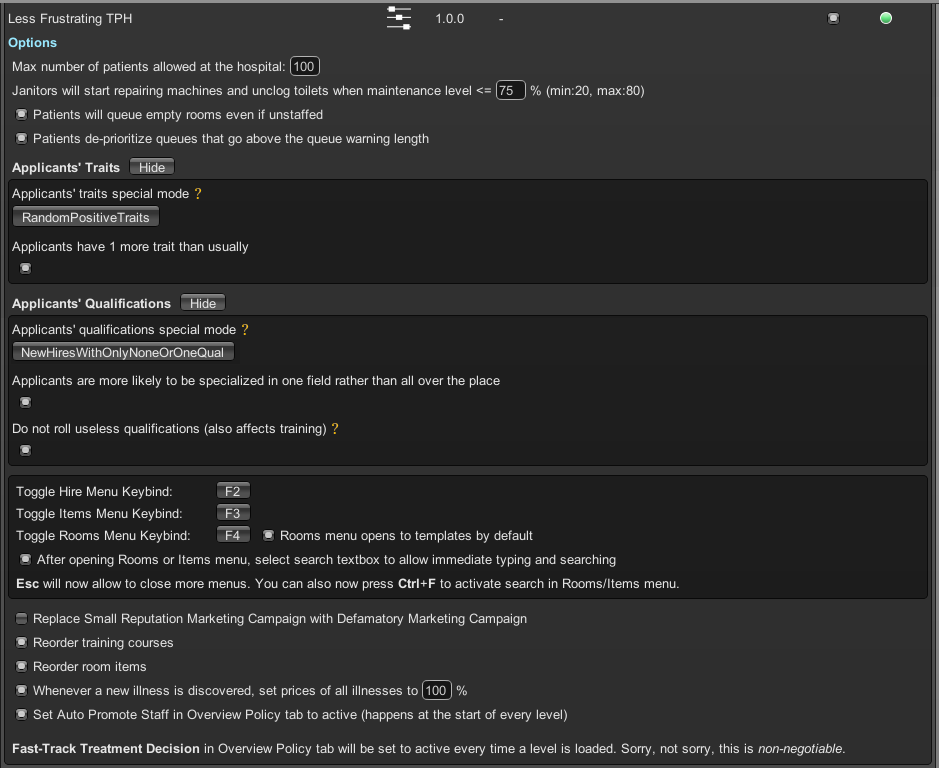 Less Frustrating TPH 1.0.0 -
Options
Max number of patients allowed at the hospital: 100
Janitors will start repairing machines and unclog toilets when maintenance level <= 75 % (min:20, max:80)
Patients will queue empty rooms even if unstaffed
Patients de-prioritize queues that go above the queue warning length
Applicants' Traits Hide
Applicants' traits special mode ?
RandomPositiveTraits
Applicants have 1 more trait than usually
Applicants' Qualifications Hide
Applicants' qualifications special mode ?
NewHiresWithOnlyNoneOrOneQual
Applicants are more likely to be specialized in one field rather than all over the place
Do not roll useless qualifications (also affects training) ?
Toggle Hire Menu Keybind: F2
Toggle Items Menu Keybind: F3
Toggle Rooms Menu Keybind: F4 Rooms menu opens to templates by default
After opening Rooms or Items menu, select search textbox to allow immediate typing and searching
Esc will now allow to close more menus. You can also now press Ctrl+F to activate search in Rooms/Items menu.
Replace Small Reputation Marketing Campaign with Defamatory Marketing Campaign
Reorder training courses
Reorder room items
Whenever a new illness is discovered, set prices of all illnesses to 100 %
Set Auto Promote Staff in Overview Policy tab to active (happens at the start of every level)
Fast-Track Treatment Decision in Overview Policy tab will be set to active every time a level is loaded. Sorry, not sorry, this is non-negotiable.